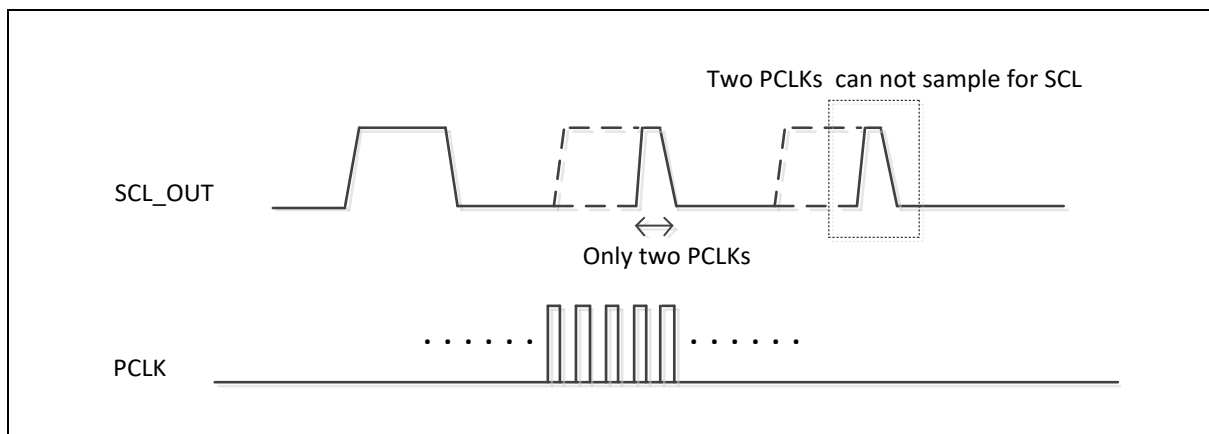 Two PCLKs can not sample for SCL
SCL_OUT
Only two PCLKs
. . . . . .
. . . . . .
PCLK